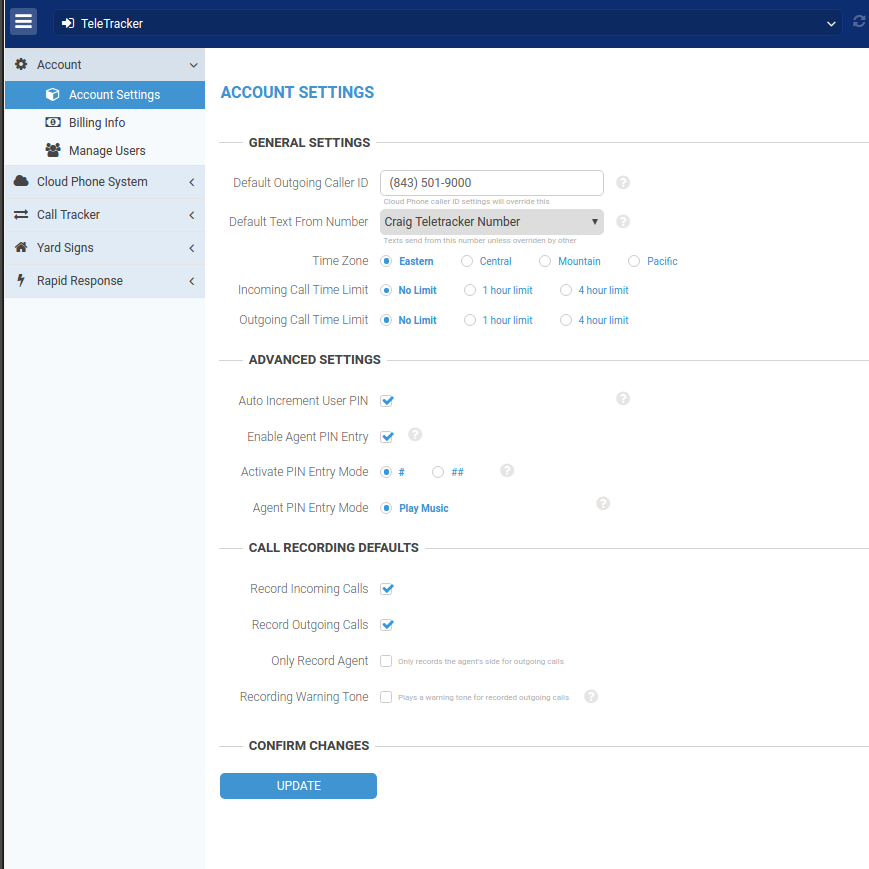 TeleTracker
Account
Account Settings
Billing Info
Manage Users
Cloud Phone System
Call Tracker
Yard Signs
Rapid Response
ACCOUNT SETTINGS
GENERAL SETTINGS
Default Outgoing Caller ID (843) 501-9000 ?
Cloud Phone caller ID settings will override this
Default Text From Number Craig Teletracker Number ?
Texts send from this number unless overriden by other
Time Zone Eastern Central Mountain Pacific
Incoming Call Time Limit No Limit 1 hour limit 4 hour limit
Outgoing Call Time Limit No Limit 1 hour limit 4 hour limit
ADVANCED SETTINGS
Auto Increment User PIN ?
Enable Agent PIN Entry ?
Activate PIN Entry Mode # ## ?
Agent PIN Entry Mode Play Music ?
CALL RECORDING DEFAULTS
Record Incoming Calls
Record Outgoing Calls
Only Record Agent Only records the agent's side for outgoing calls
Recording Warning Tone Plays a warning tone for recorded outgoing calls ?
CONFIRM CHANGES
UPDATE